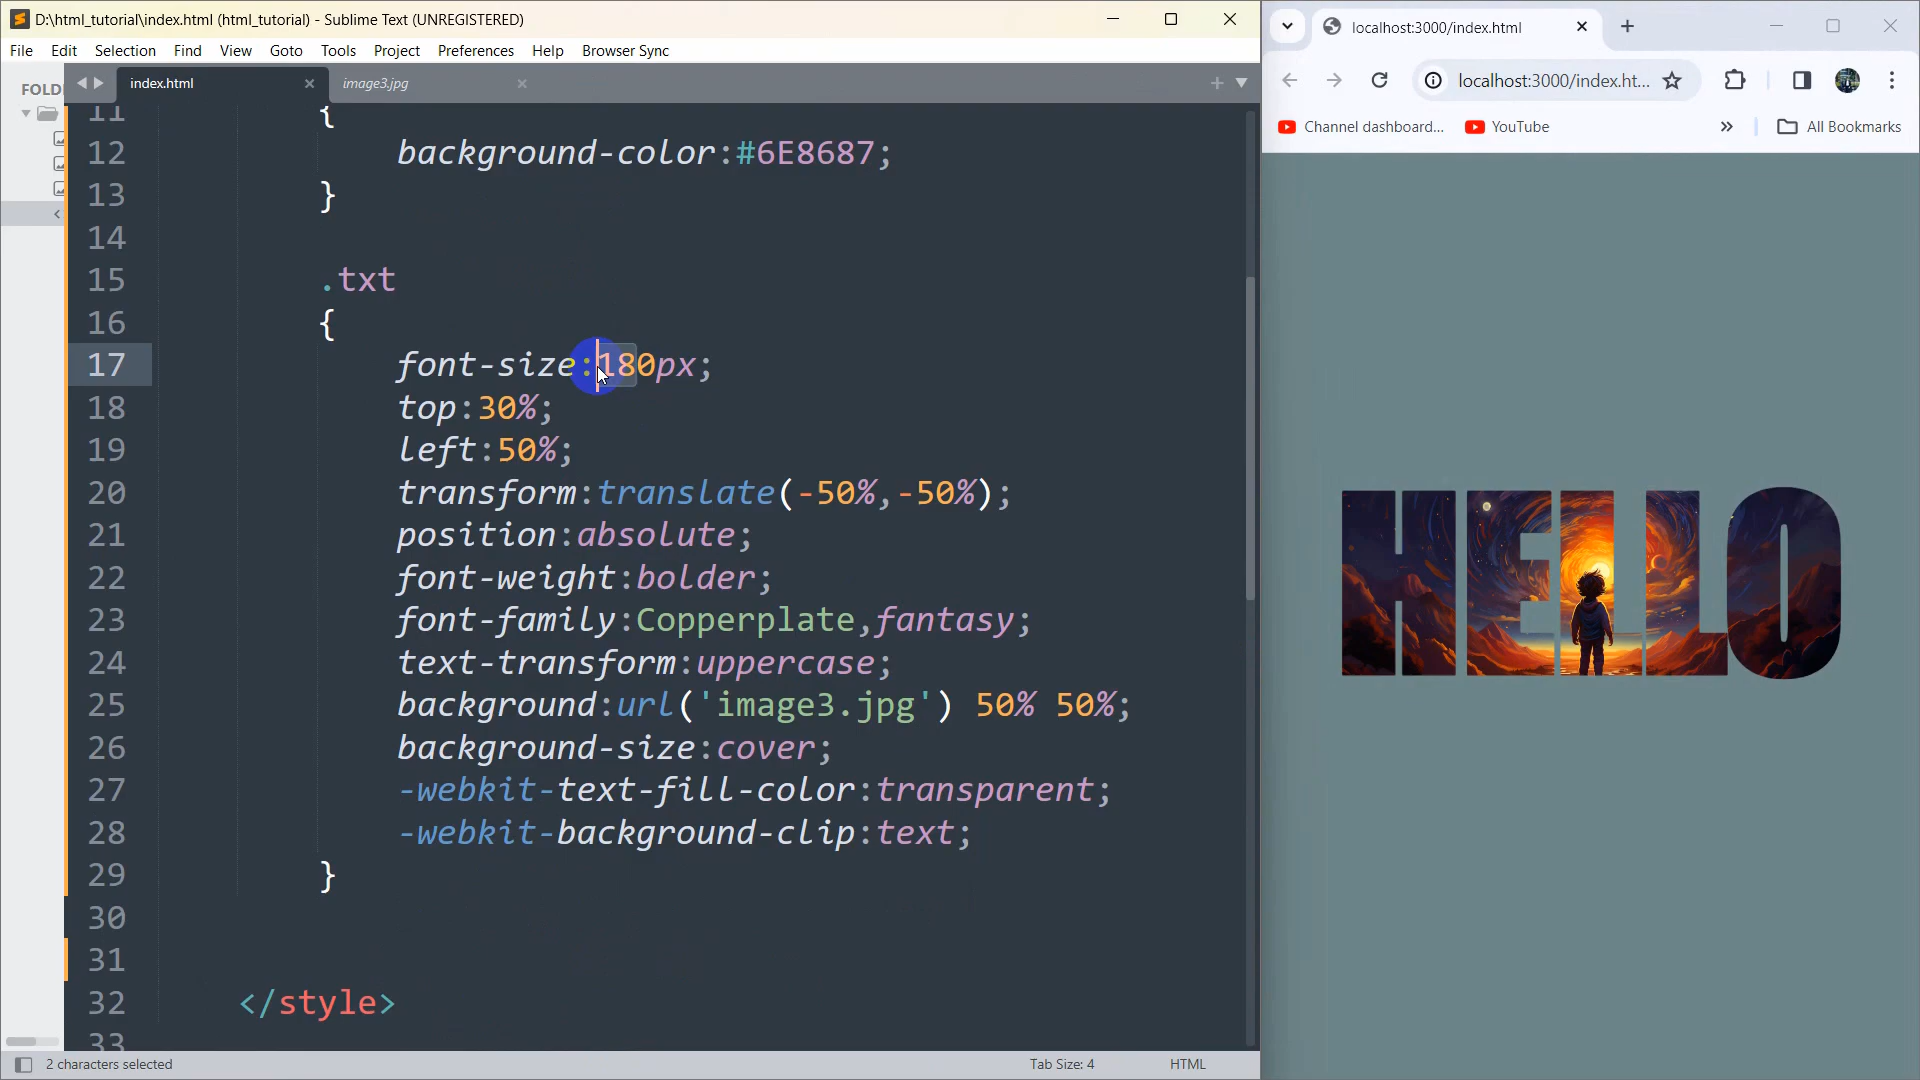 D:\html_tutorial\index.html (html_tutorial) - Sublime Text (UNREGISTERED)
File Edit Selection Find View Goto Tools Project Preferences Help Browser Sync
index.html
image3.jpg
11 {
12 background-color:#6E8687;
13 }
14
15 .txt
16 {
17 font-size:180px;
18 top:30%;
19 left:50%;
20 transform:translate(-50%,-50%);
21 position:absolute;
22 font-weight:bolder;
23 font-family:Copperplate,fantasy;
24 text-transform:uppercase;
25 background:url('image3.jpg') 50% 50%;
26 background-size:cover;
27 -webkit-text-fill-color:transparent;
28 -webkit-background-clip:text;
29 }
30
31
32 </style>
33
2 characters selected
Tab Size: 4
HTML
localhost:3000/index.html
localhost:3000/index.ht...
Channel dashboard...
YouTube
All Bookmarks
HELLO